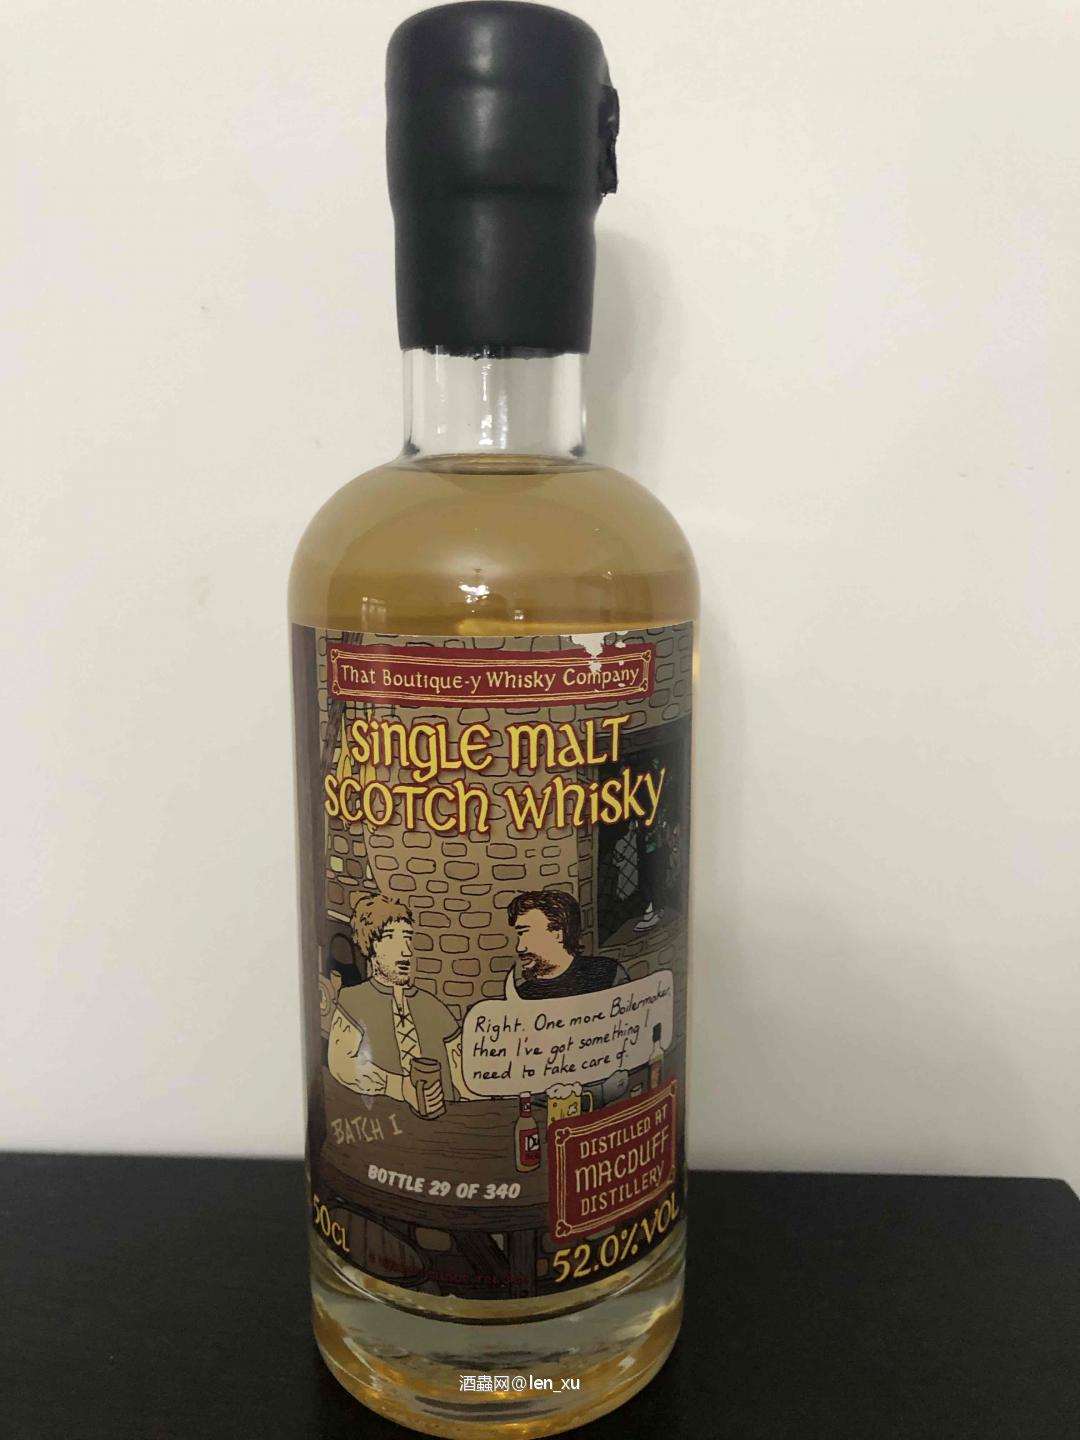 That Boutique-y Whisky Company
Single Malt
Scotch Whisky
Right. One more Boilermaker,
then I've got something I
need to take care of.
BATCH 1
BOTTLE 29 OF 340
DISTILLED AT
MACDUFF
DISTILLERY
50CL
52.0% VOL
酒蟲网@len_xu